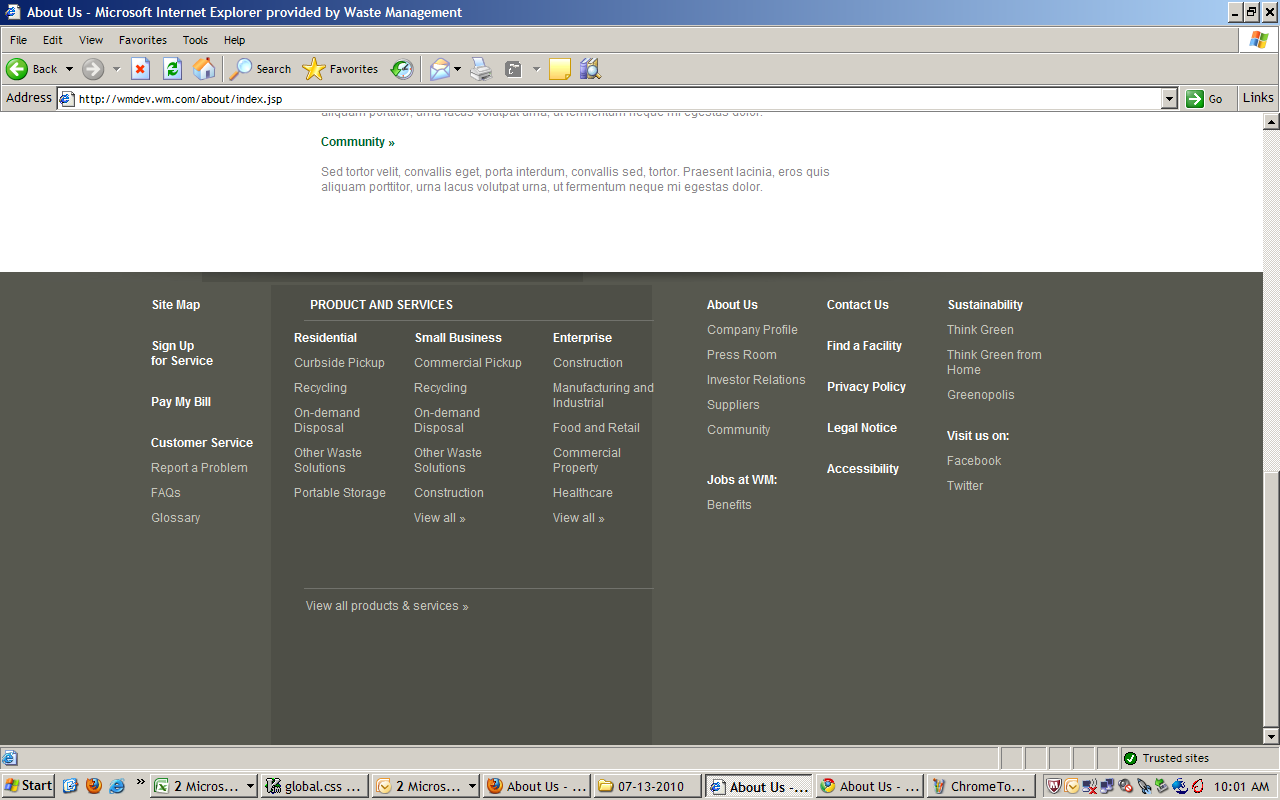 About Us - Microsoft Internet Explorer provided by Waste Management
File Edit View Favorites Tools Help
Back Search Favorites
Address http://wmdev.wm.com/about/index.jsp Go Links
aliquam porttitor, urna lacus volutpat urna, ut fermentum neque mi egestas dolor.
Community »
Sed tortor velit, convallis eget, porta interdum, convallis sed, tortor. Praesent lacinia, eros quis
aliquam porttitor, urna lacus volutpat urna, ut fermentum neque mi egestas dolor.
Site Map
Sign Up
for Service
Pay My Bill
Customer Service
Report a Problem
FAQs
Glossary
PRODUCT AND SERVICES
Residential
Curbside Pickup
Recycling
On-demand
Disposal
Other Waste
Solutions
Portable Storage
Small Business
Commercial Pickup
Recycling
On-demand
Disposal
Other Waste
Solutions
Construction
View all »
Enterprise
Construction
Manufacturing and
Industrial
Food and Retail
Commercial
Property
Healthcare
View all »
View all products & services »
About Us
Company Profile
Press Room
Investor Relations
Suppliers
Community
Jobs at WM:
Benefits
Contact Us
Find a Facility
Privacy Policy
Legal Notice
Accessibility
Sustainability
Think Green
Think Green from
Home
Greenopolis
Visit us on:
Facebook
Twitter
Trusted sites
Start » 2 Micros... global.css ... 2 Micros... About Us - ... 07-13-2010 About Us -... About Us - ... ChromeTo... 10:01 AM